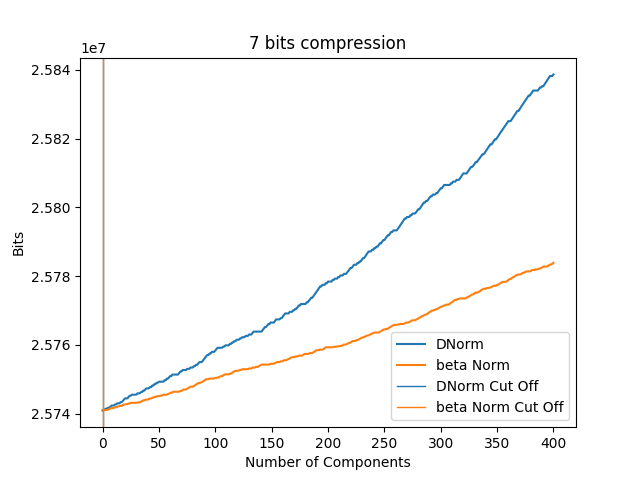 7 bits compression
1e7
2.584
2.582
2.580
2.578
2.576
2.574
Bits
0 50 100 150 200 250 300 350 400
Number of Components
DNorm
beta Norm
DNorm Cut Off
beta Norm Cut Off